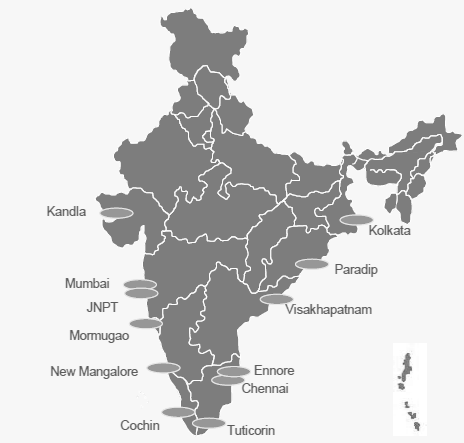 Kandla
Kolkata
Paradip
Mumbai
JNPT
Visakhapatnam
Mormugao
New Mangalore
Ennore
Chennai
Cochin
Tuticorin